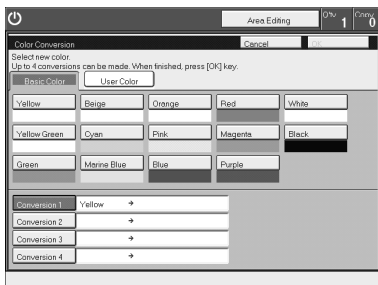 Area Editing
Q'ty 1
Copy 0
Color Conversion
Cancel
OK
Select new color.
Up to 4 conversions can be made. When finished, press [OK] key.
Basic Color
User Color
Yellow
Beige
Orange
Red
White
Yellow Green
Cyan
Pink
Magenta
Black
Green
Marine Blue
Blue
Purple
Conversion 1 Yellow →
Conversion 2 →
Conversion 3 →
Conversion 4 →